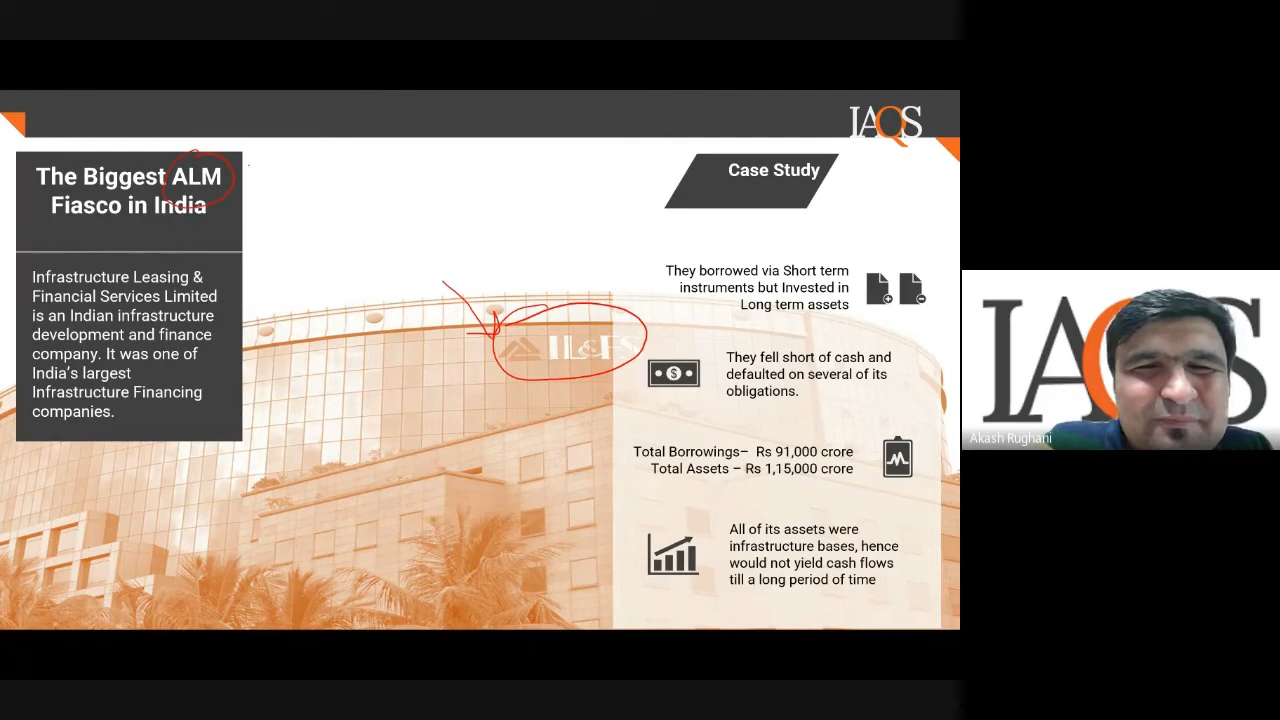 IAQS
The Biggest ALM
Fiasco in India
Infrastructure Leasing &
Financial Services Limited
is an Indian infrastructure
development and finance
company. It was one of
India's largest
Infrastructure Financing
companies.
IL&FS
Case Study
They borrowed via Short term
instruments but Invested in
Long term assets
They fell short of cash and
defaulted on several of its
obligations.
Total Borrowings– Rs 91,000 crore
Total Assets – Rs 1,15,000 crore
All of its assets were
infrastructure bases, hence
would not yield cash flows
till a long period of time
IAQS
Akash Rughani